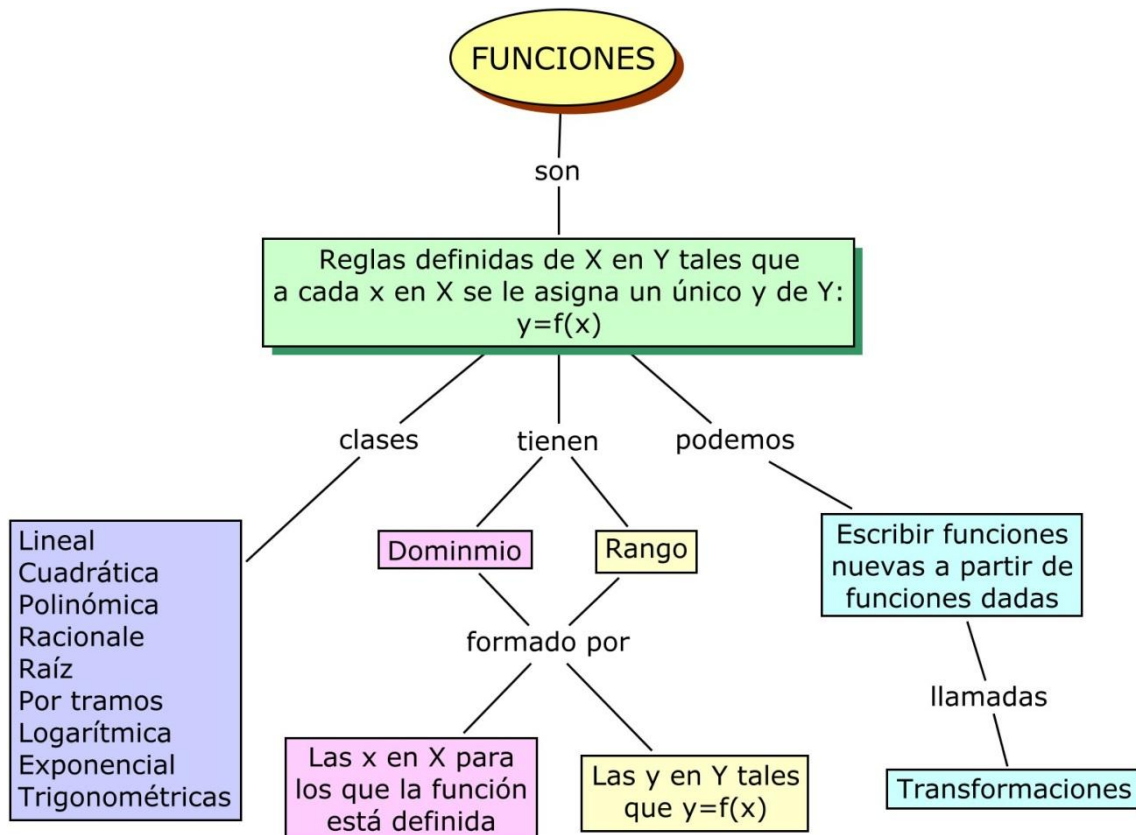 FUNCIONES
son
Reglas definidas de X en Y tales que
a cada x en X se le asigna un único y de Y:
y=f(x)
clases
tienen
podemos
Lineal
Cuadrática
Polinómica
Racionale
Raíz
Por tramos
Logarítmica
Exponencial
Trigonométricas
Dominmio
Rango
formado por
Las x en X para
los que la función
está definida
Las y en Y tales
que y=f(x)
Escribir funciones
nuevas a partir de
funciones dadas
llamadas
Transformaciones